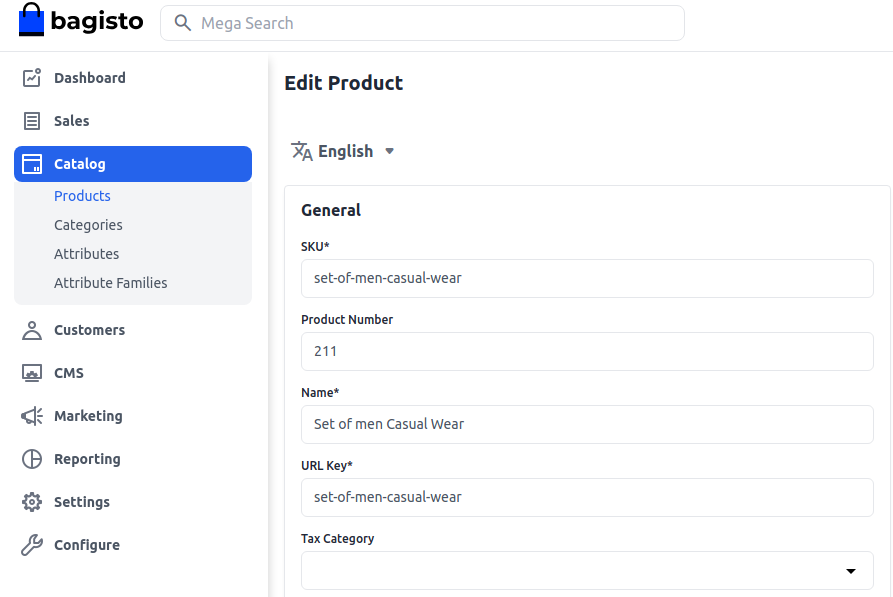 bagisto
Mega Search
Dashboard
Sales
Catalog
Products
Categories
Attributes
Attribute Families
Customers
CMS
Marketing
Reporting
Settings
Configure
Edit Product
English
General
SKU*
set-of-men-casual-wear
Product Number
211
Name*
Set of men Casual Wear
URL Key*
set-of-men-casual-wear
Tax Category